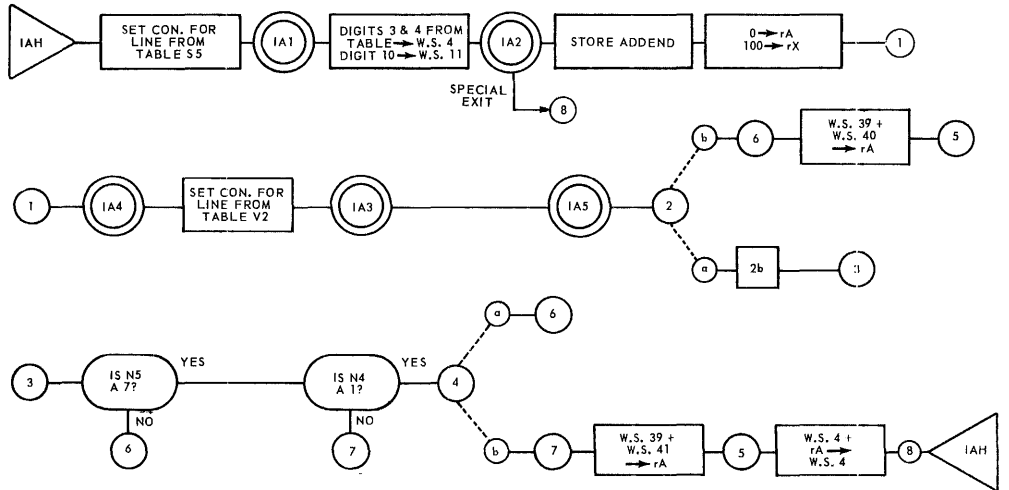 IAH
SET CON. FOR
LINE FROM
TABLE S5
IA1
DIGITS 3 & 4 FROM
TABLE → W.S. 4
DIGIT 10 → W.S. 11
IA2
SPECIAL
EXIT
8
STORE ADDEND
0 → rA
100 → rX
1
1
IA4
SET CON. FOR
LINE FROM
TABLE V2
IA3
IA5
2
b
6
W.S. 39 +
W.S. 40
→ rA
5
a
2b
3
3
IS N5
A 7?
YES
NO
6
IS N4
A 1?
YES
NO
7
4
a
6
b
7
W.S. 39 +
W.S. 41
→ rA
5
W.S. 4 +
rA →
W.S. 4
8
IAH